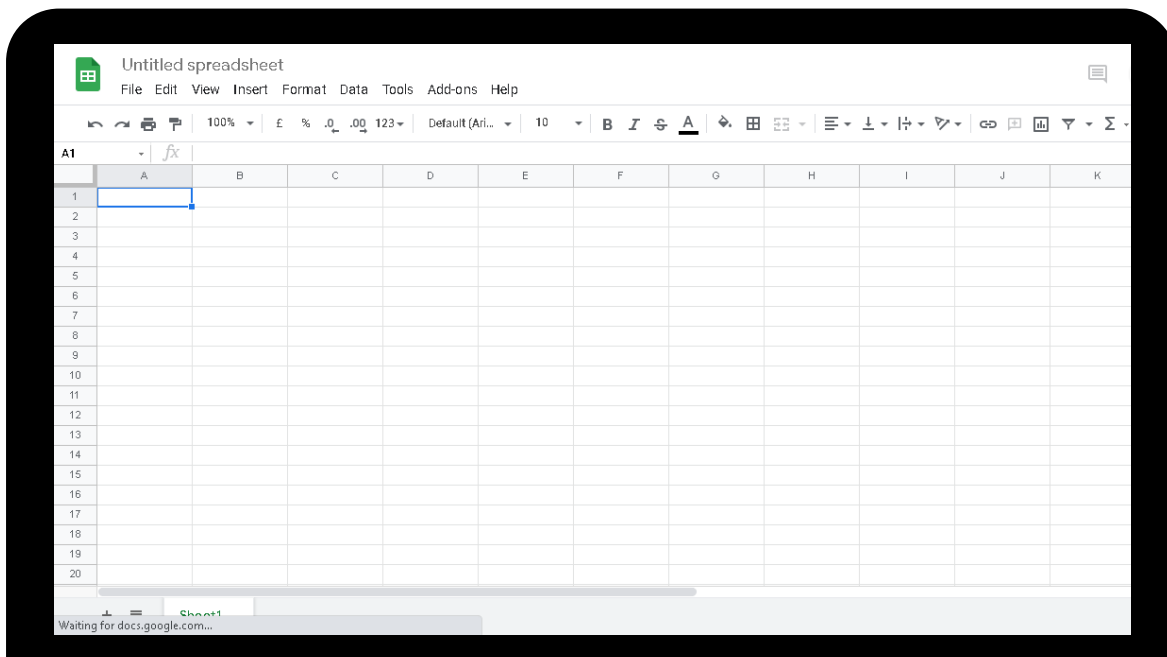 Untitled spreadsheet
File Edit View Insert Format Data Tools Add-ons Help
100% £ % .0 .00 123 Default (Ari... 10 B I S A Σ
A1 fx
A B C D E F G H I J K
1
2
3
4
5
6
7
8
9
10
11
12
13
14
15
16
17
18
19
20
Sheet1
Waiting for docs.google.com...